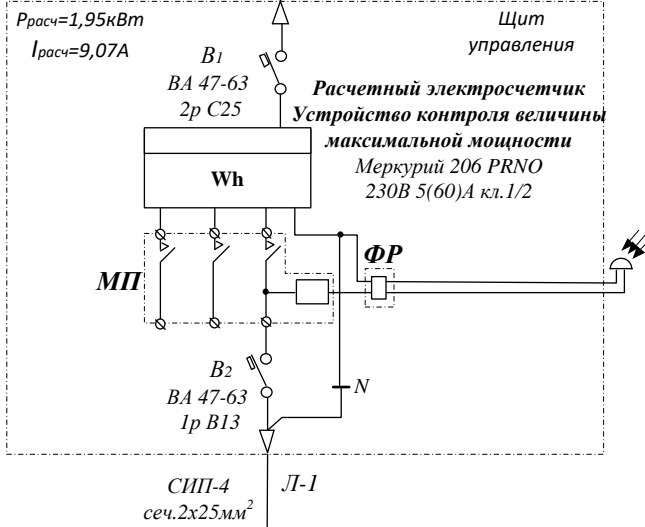 Pрасч=1,95кВт
Iрасч=9,07А
Щит
управления
В1
ВА 47-63
2р С25
Расчетный электросчетчик
Устройство контроля величины
максимальной мощности
Меркурий 206 PRNO
230В 5(60)А кл.1/2
Wh
МП
ФР
В2
ВА 47-63
1р В13
N
СИП-4
сеч.2х25мм²
Л-1